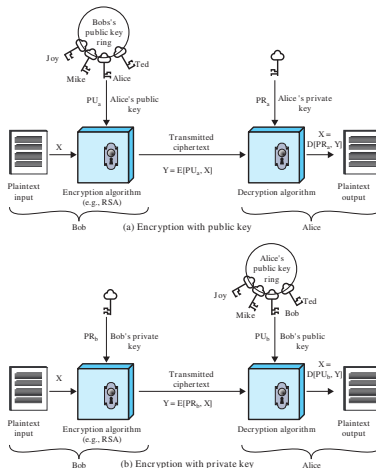 Bobs's
public key
ring
Joy
Ted
Mike
Alice
PUa
Alice's public
key
PRa
Alice's private
key
X
Transmitted
ciphertext
X =
D[PRa, Y]
Y = E[PUa, X]
Plaintext
input
Encryption algorithm
(e.g., RSA)
Decryption algorithm
Plaintext
output
Bob
(a) Encryption with public key
Alice
Alice's
public key
ring
Joy
Ted
Mike
Bob
PRb
Bob's private
key
PUb
Bob's public
key
X
Transmitted
ciphertext
X =
D[PUb, Y]
Y = E[PRb, X]
Plaintext
input
Encryption algorithm
(e.g., RSA)
Decryption algorithm
Plaintext
output
Bob
(b) Encryption with private key
Alice